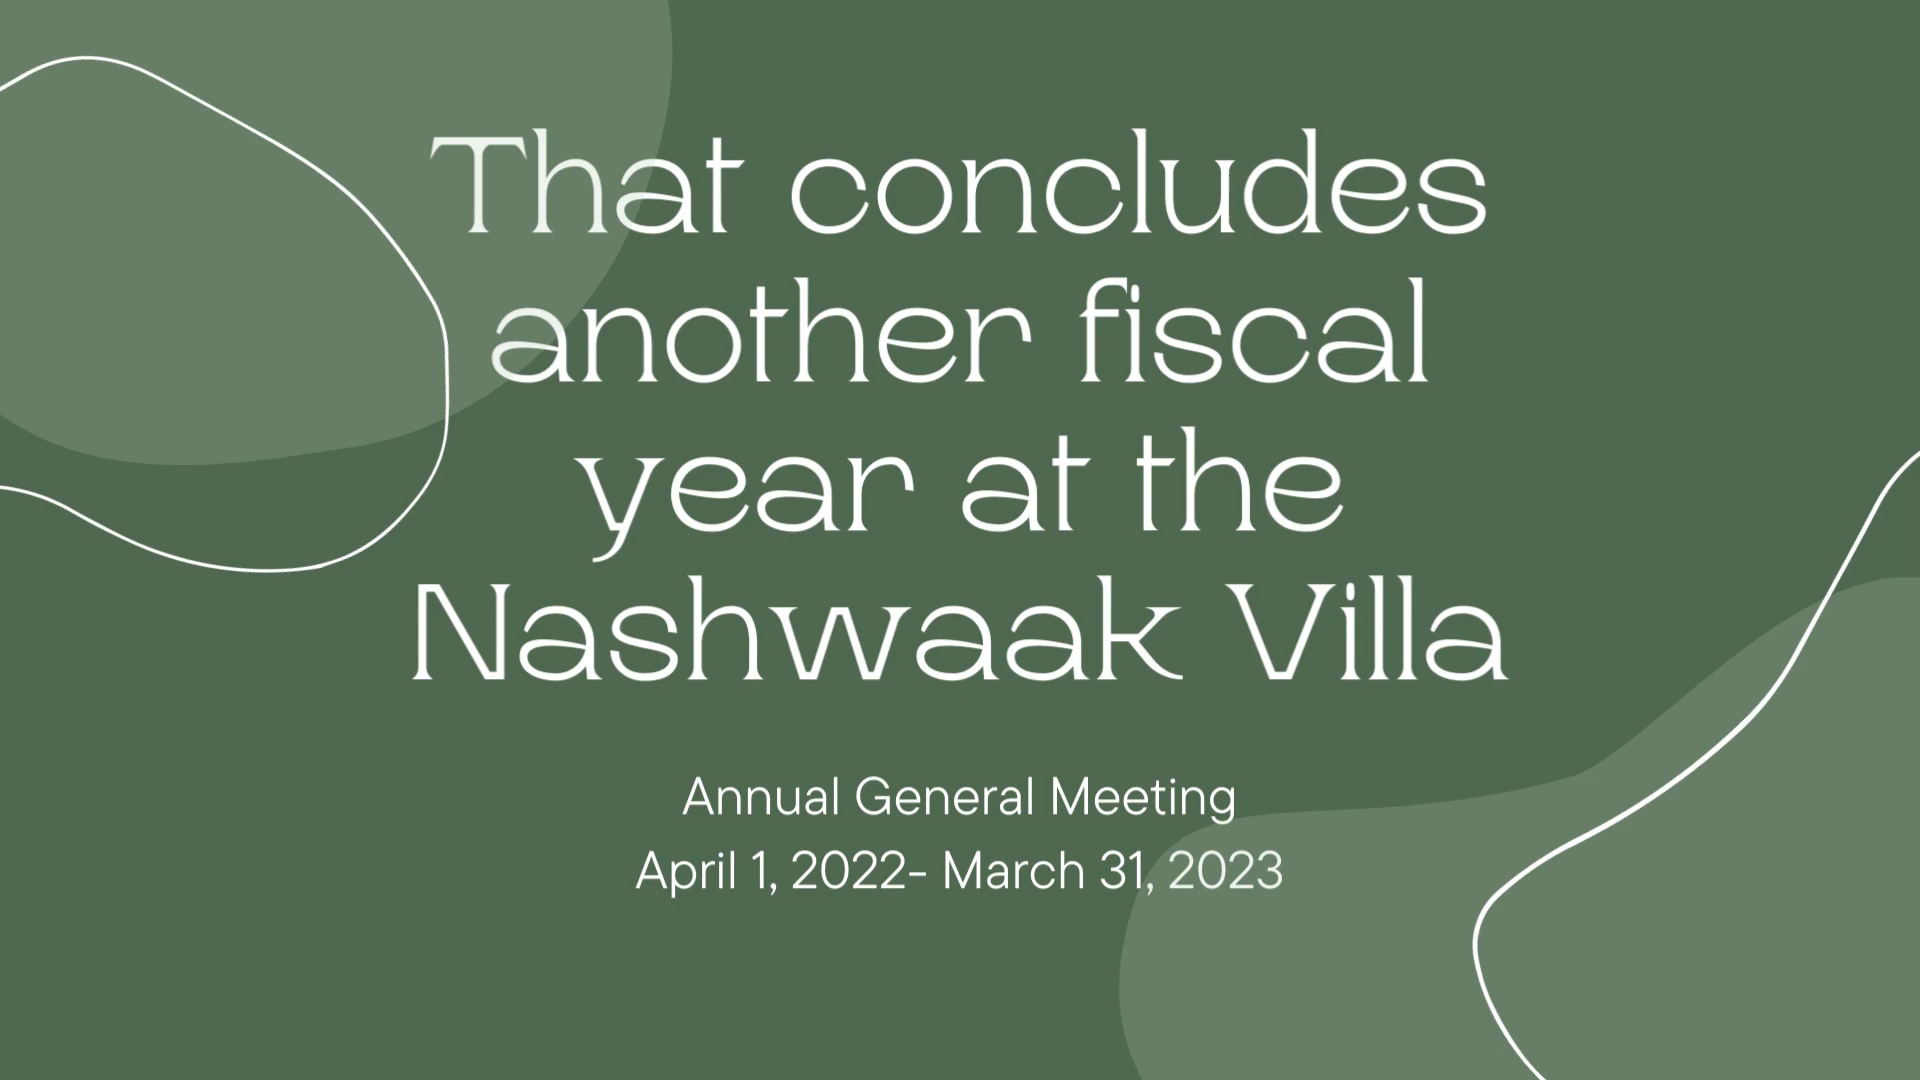 That concludes
another fiscal
year at the
Nashwaak Villa
Annual General Meeting
April 1, 2022- March 31, 2023